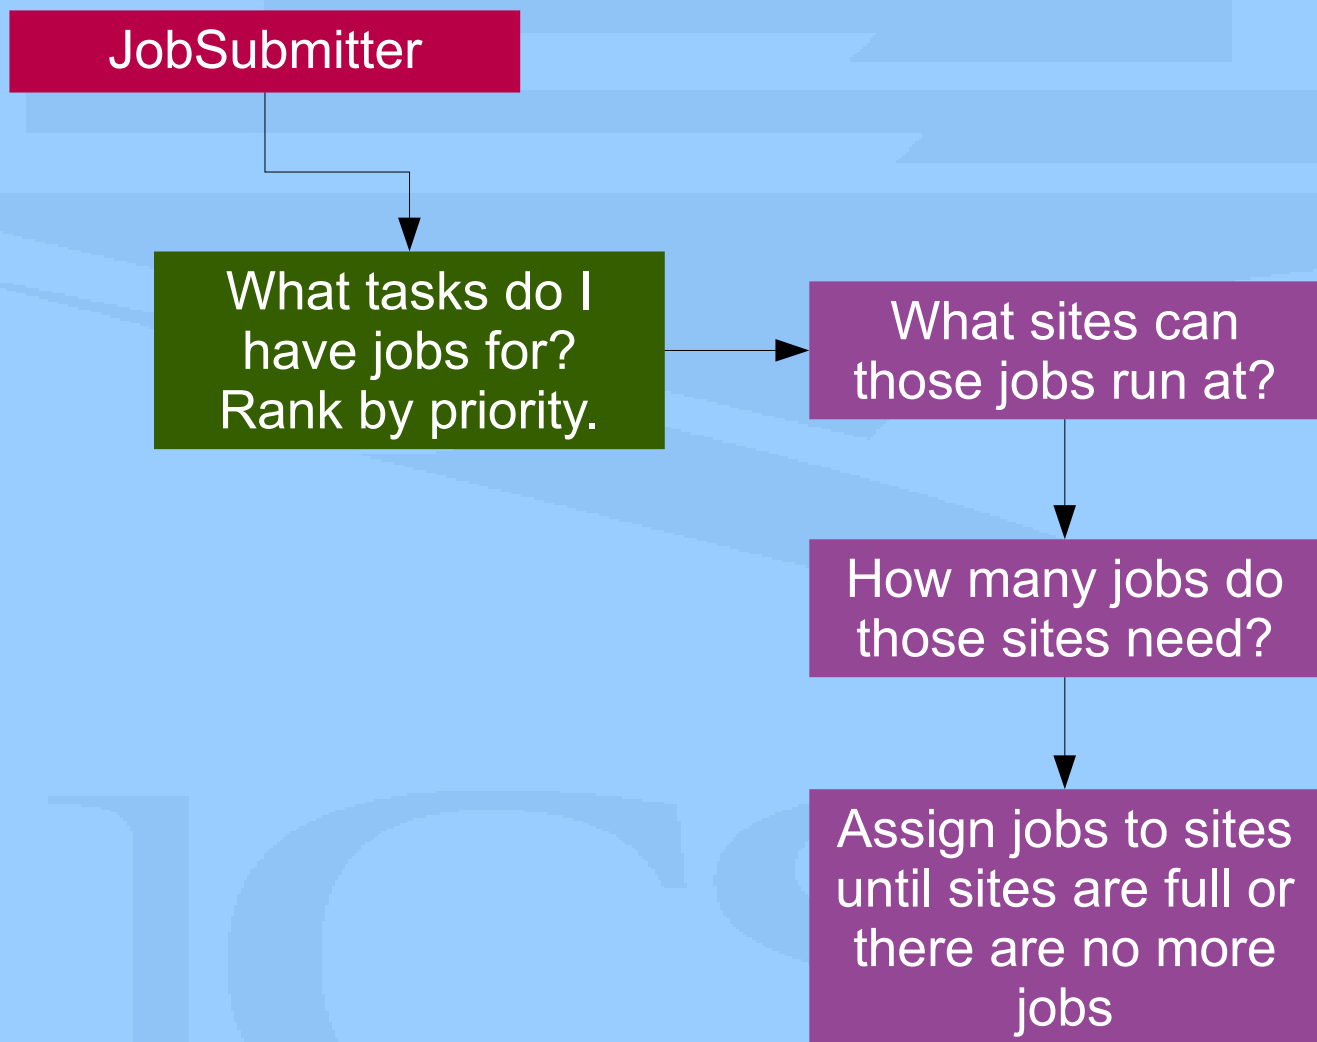 JobSubmitter
What tasks do I
have jobs for?
Rank by priority.
What sites can
those jobs run at?
How many jobs do
those sites need?
Assign jobs to sites
until sites are full or
there are no more
jobs